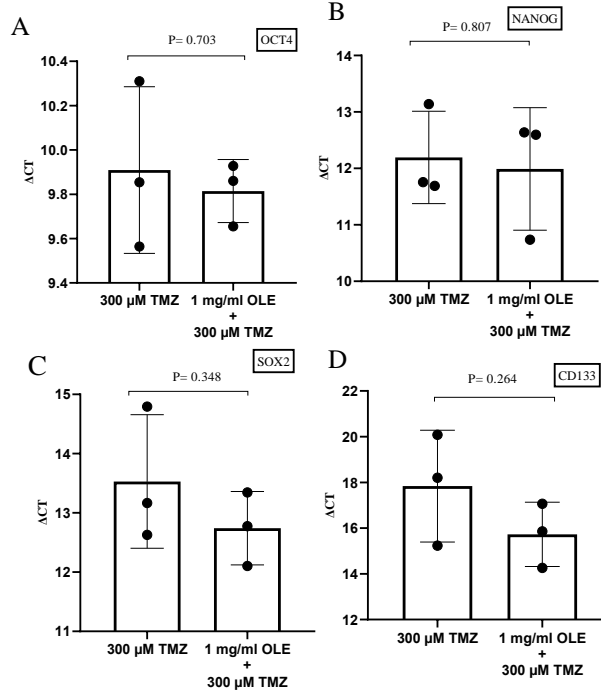 A
P= 0.703
OCT4
ΔCT
10.4
10.2
10.0
9.8
9.6
9.4
300 µM TMZ
1 mg/ml OLE
+
300 µM TMZ
B
P= 0.807
NANOG
ΔCT
14
13
12
11
10
300 µM TMZ
1 mg/ml OLE
+
300 µM TMZ
C
P= 0.348
SOX2
ΔCT
15
14
13
12
11
300 µM TMZ
1 mg/ml OLE
+
300 µM TMZ
D
P= 0.264
CD133
ΔCT
22
20
18
16
14
12
300 µM TMZ
1 mg/ml OLE
+
300 µM TMZ